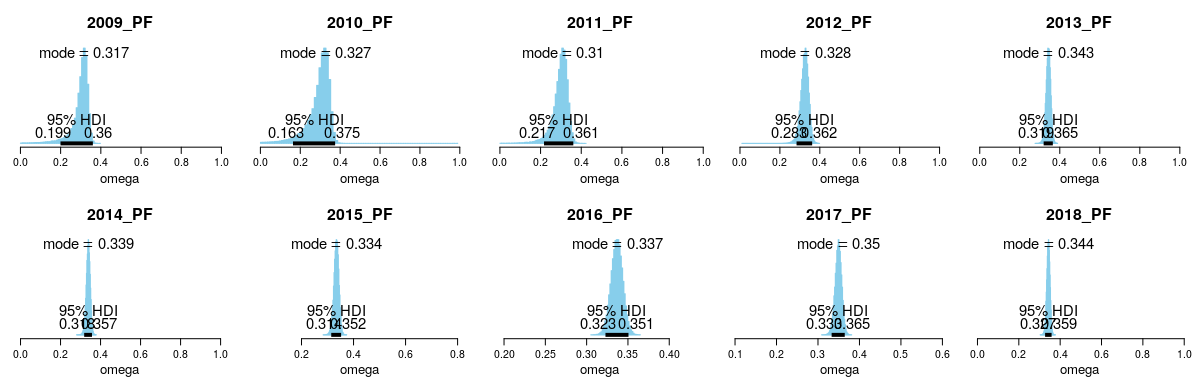 2009_PF
mode = 0.317
95% HDI
0.199 0.36
0.0 0.2 0.4 0.6 0.8 1.0
omega
2010_PF
mode = 0.327
95% HDI
0.163 0.375
0.0 0.2 0.4 0.6 0.8 1.0
omega
2011_PF
mode = 0.31
95% HDI
0.217 0.361
0.0 0.2 0.4 0.6 0.8 1.0
omega
2012_PF
mode = 0.328
95% HDI
0.283 0.362
0.0 0.2 0.4 0.6 0.8 1.0
omega
2013_PF
mode = 0.343
95% HDI
0.319 0.365
0.0 0.2 0.4 0.6 0.8 1.0
omega
2014_PF
mode = 0.339
95% HDI
0.318 0.357
0.0 0.2 0.4 0.6 0.8 1.0
omega
2015_PF
mode = 0.334
95% HDI
0.314 0.352
0.2 0.4 0.6 0.8
omega
2016_PF
mode = 0.337
95% HDI
0.323 0.351
0.20 0.25 0.30 0.35 0.40
omega
2017_PF
mode = 0.35
95% HDI
0.333 0.365
0.1 0.2 0.3 0.4 0.5 0.6
omega
2018_PF
mode = 0.344
95% HDI
0.327 0.359
0.0 0.2 0.4 0.6 0.8 1.0
omega